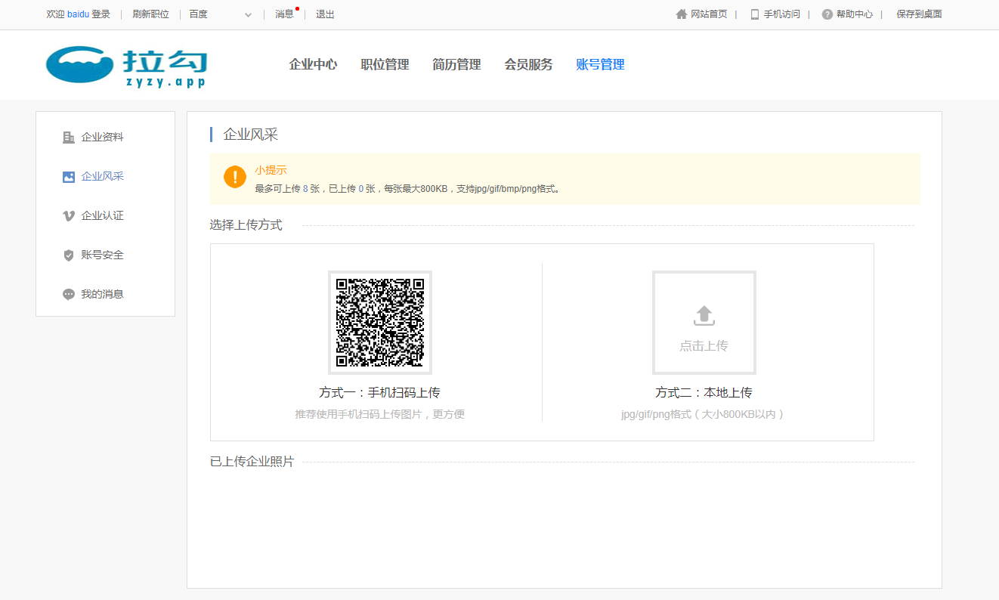 欢迎 baidu 登录 | 刷新职位 | 百度 | 消息 | 退出 网站首页 | 手机访问 | 帮助中心 | 保存到桌面
拉勾
zyzy.app
企业中心 职位管理 简历管理 会员服务 账号管理
企业资料
企业风采
企业认证
账号安全
我的消息
企业风采
小提示
最多可上传 8 张，已上传 0 张，每张最大800KB，支持jpg/gif/bmp/png格式。
选择上传方式
点击上传
方式一：手机扫码上传
推荐使用手机扫码上传图片，更方便
方式二：本地上传
jpg/gif/png格式（大小800KB以内）
已上传企业照片